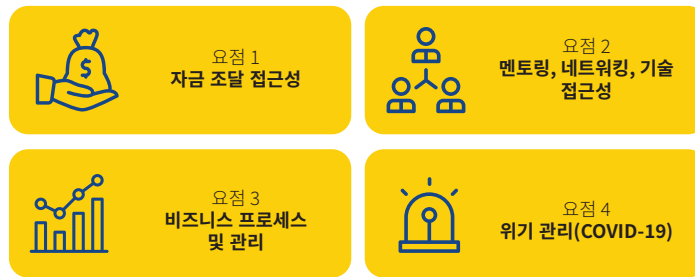 요점 1
자금 조달 접근성
요점 2
멘토링, 네트워킹, 기술
접근성
요점 3
비즈니스 프로세스
및 관리
요점 4
위기 관리(COVID-19)
$